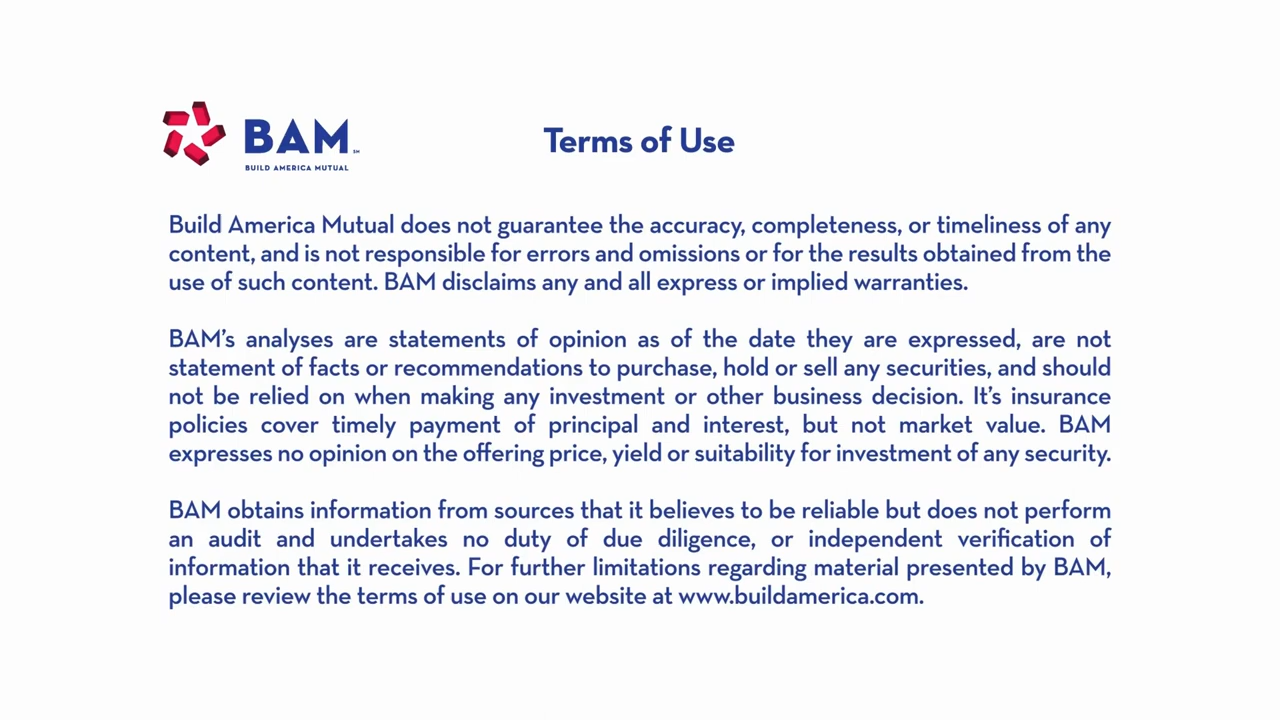 BAM SM
BUILD AMERICA MUTUAL
Terms of Use
Build America Mutual does not guarantee the accuracy, completeness, or timeliness of any
content, and is not responsible for errors and omissions or for the results obtained from the
use of such content. BAM disclaims any and all express or implied warranties.
BAM’s analyses are statements of opinion as of the date they are expressed, are not
statement of facts or recommendations to purchase, hold or sell any securities, and should
not be relied on when making any investment or other business decision. It’s insurance
policies cover timely payment of principal and interest, but not market value. BAM
expresses no opinion on the offering price, yield or suitability for investment of any security.
BAM obtains information from sources that it believes to be reliable but does not perform
an audit and undertakes no duty of due diligence, or independent verification of
information that it receives. For further limitations regarding material presented by BAM,
please review the terms of use on our website at www.buildamerica.com.